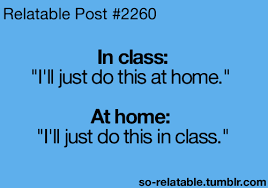 Relatable Post #2260
In class:
"I'll just do this at home."
At home:
"I'll just do this in class."
so-relatable.tumblr.com